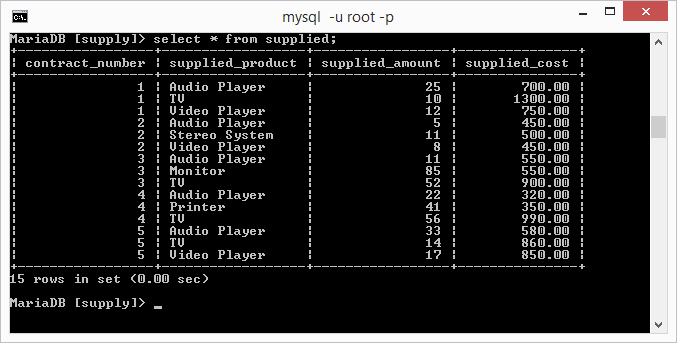 mysql -u root -p
MariaDB [supply]> select * from supplied;
+-----------------+------------------+-----------------+---------------+
| contract_number | supplied_product | supplied_amount | supplied_cost |
+-----------------+------------------+-----------------+---------------+
| 1 | Audio Player | 25 | 700.00 |
| 1 | TV | 10 | 1300.00 |
| 1 | Video Player | 12 | 750.00 |
| 2 | Audio Player | 5 | 450.00 |
| 2 | Stereo System | 11 | 500.00 |
| 2 | Video Player | 8 | 450.00 |
| 3 | Audio Player | 11 | 550.00 |
| 3 | Monitor | 85 | 550.00 |
| 3 | TV | 52 | 900.00 |
| 4 | Audio Player | 22 | 320.00 |
| 4 | Printer | 41 | 350.00 |
| 4 | TV | 56 | 990.00 |
| 5 | Audio Player | 33 | 580.00 |
| 5 | TV | 14 | 860.00 |
| 5 | Video Player | 17 | 850.00 |
+-----------------+------------------+-----------------+---------------+
15 rows in set (0.00 sec)
MariaDB [supply]> _